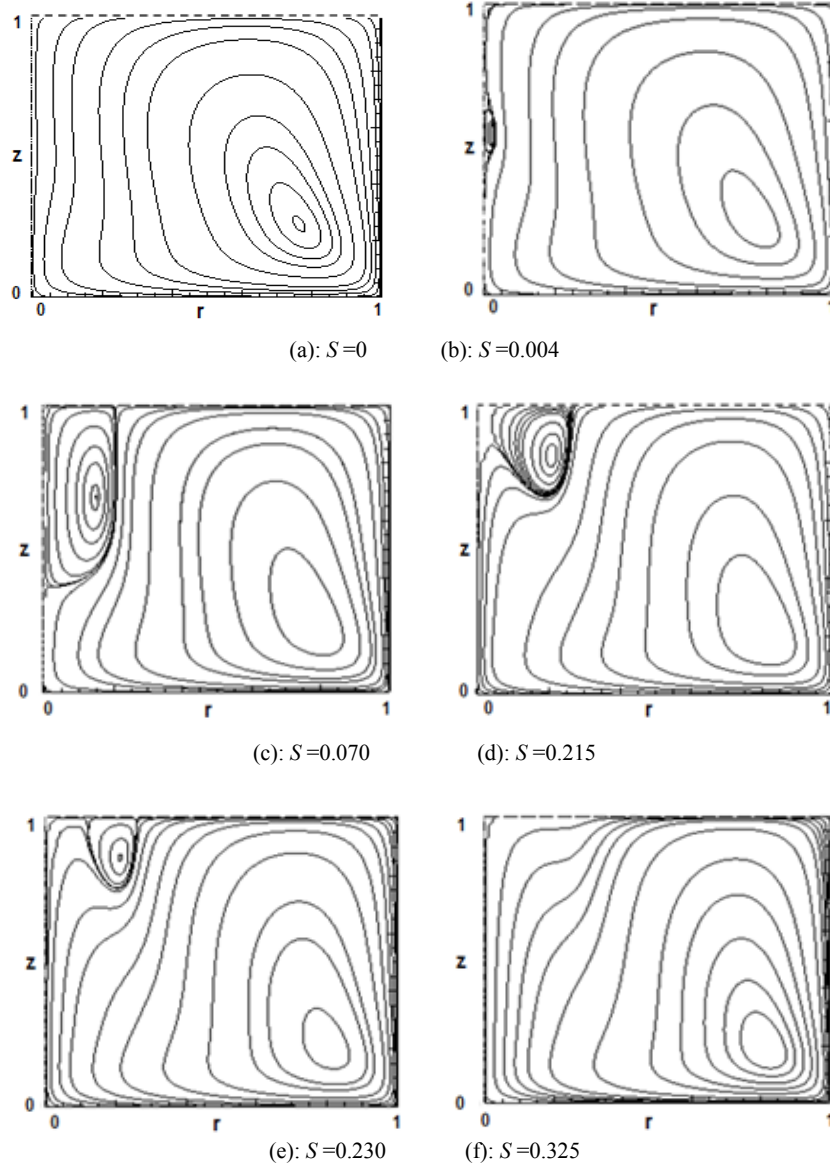 1
z
0
0
r
1
1
z
0
0
r
1
(a): S =0
(b): S =0.004
1
z
0
0
r
1
1
z
0
0
r
1
(c): S =0.070
(d): S =0.215
1
z
0
0
r
1
1
z
0
0
r
1
(e): S =0.230
(f): S =0.325